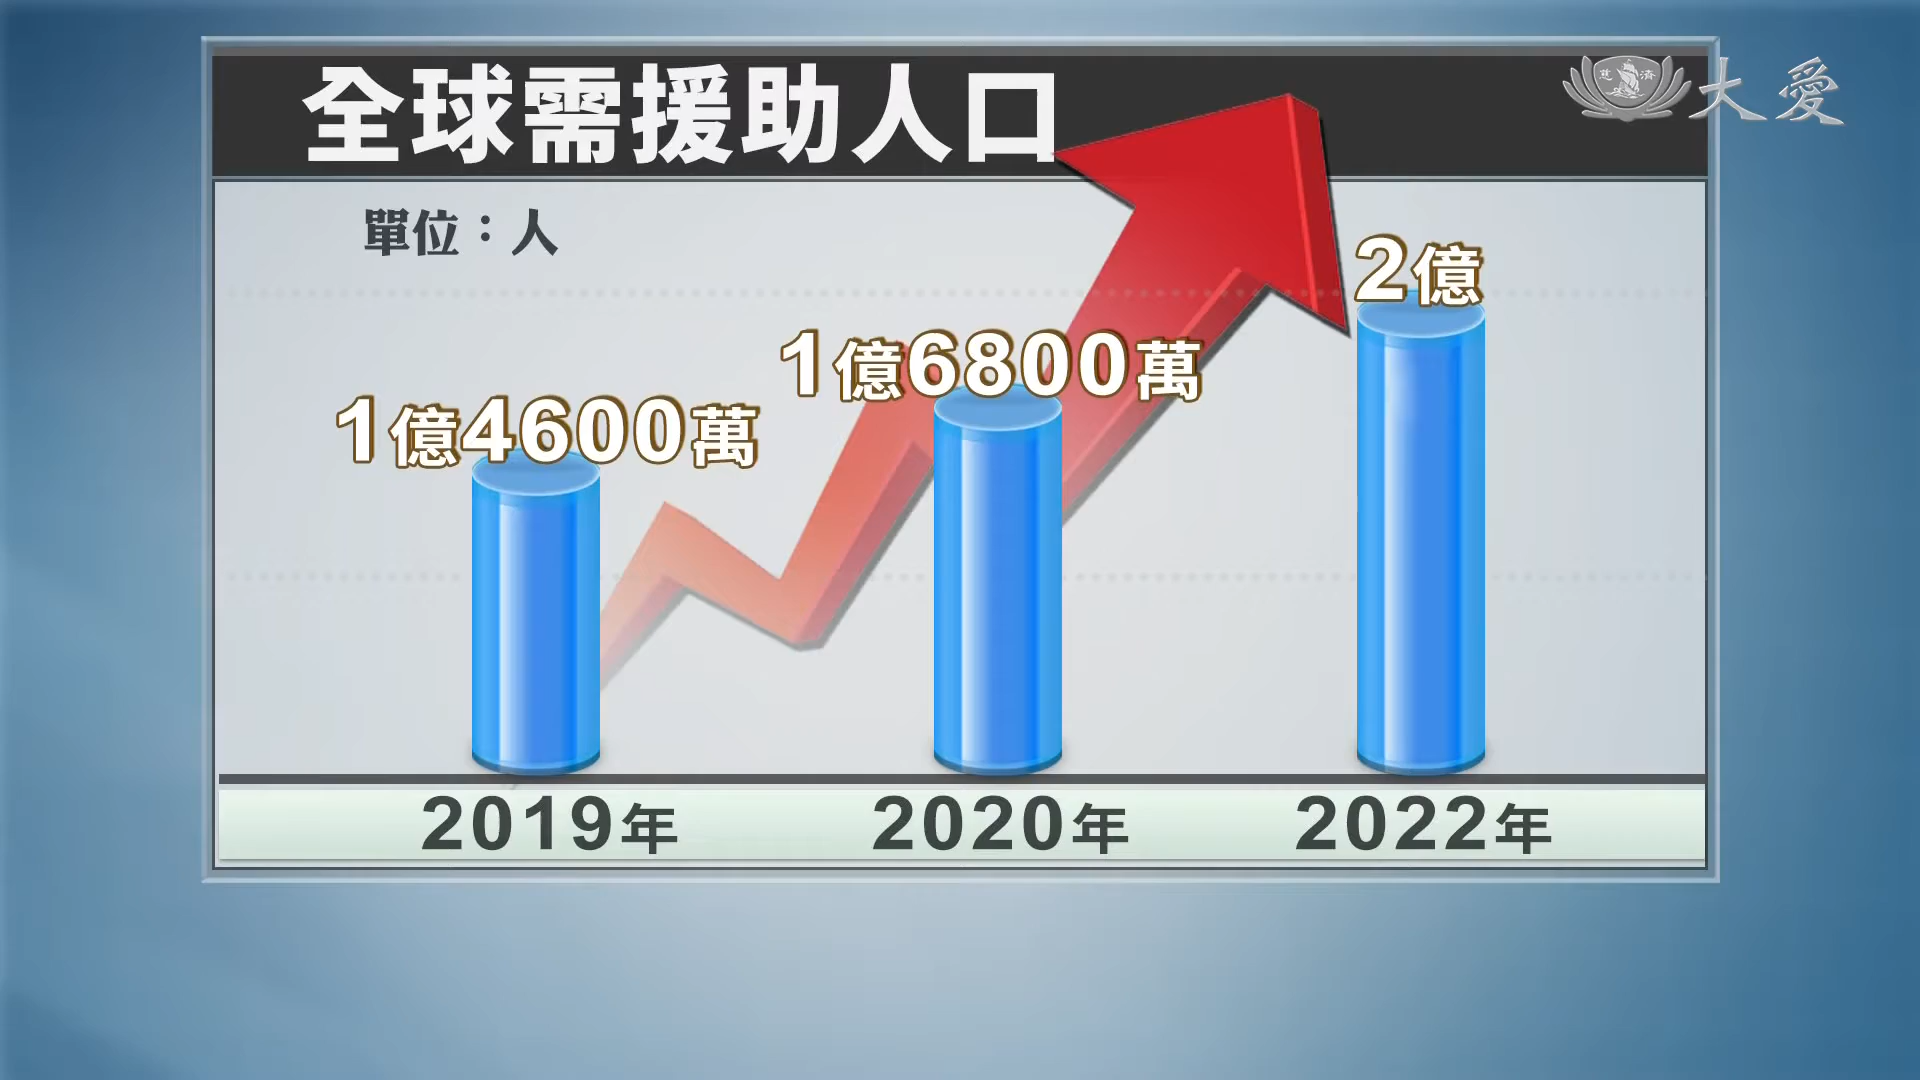 全球需援助人口
慈濟
大愛
單位：人
1億4600萬
1億6800萬
2億
2019年
2020年
2022年